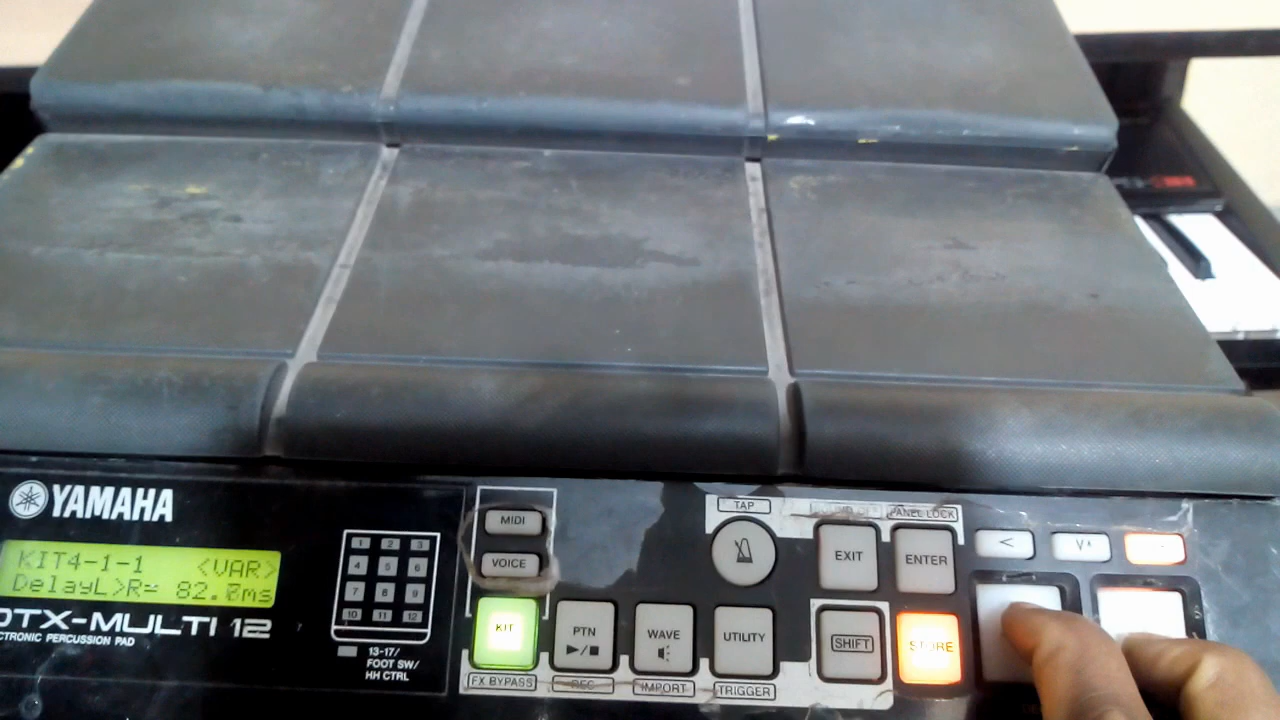 YAMAHA
KIT4-1-1 <VAR>
DelayL>R= 82.0ms
DTX-MULTI 12
CTRONIC PERCUSSION PAD
1 2 3
4 5 6
7 8 9
10 11 12
13-17/
FOOT SW/
HH CTRL
MIDI
VOICE
KIT
FX BYPASS
PTN
▶/■
REC
WAVE
IMPORT
UTILITY
TRIGGER
TAP
PANEL LOCK
EXIT
ENTER
SHIFT
STORE
<